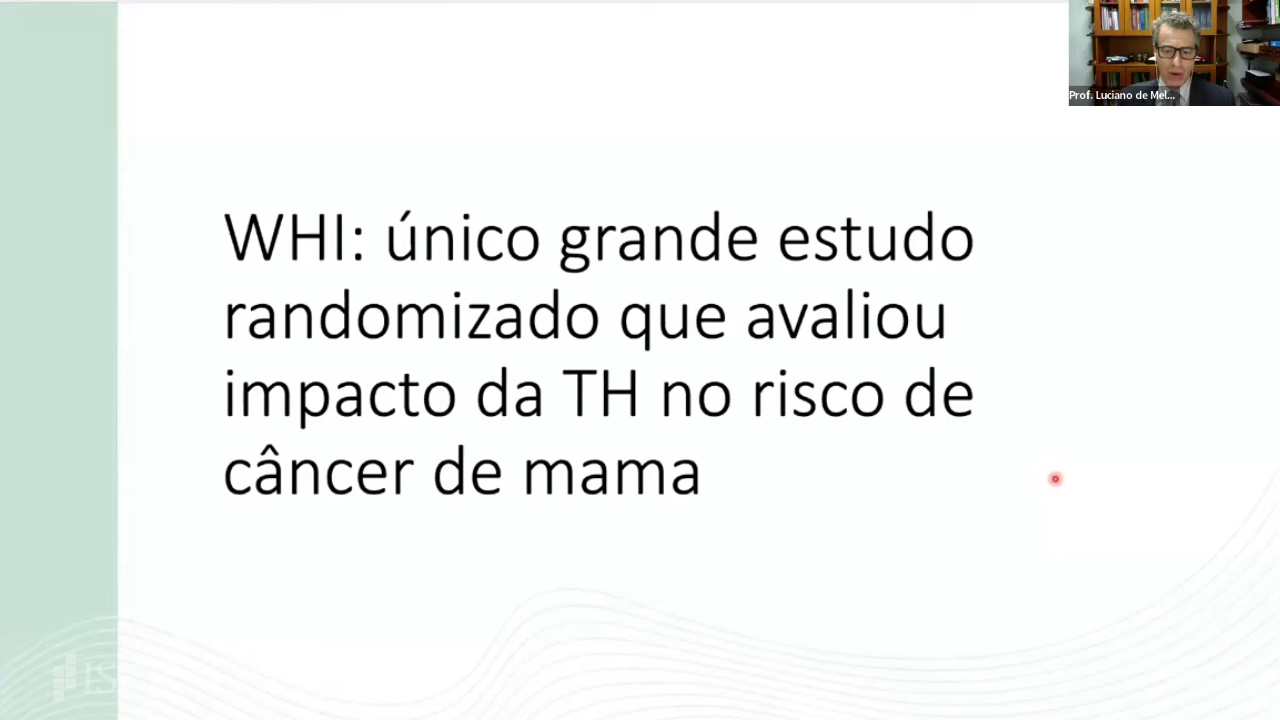 Prof. Luciano de Mel...
WHI: único grande estudo
randomizado que avaliou
impacto da TH no risco de
câncer de mama